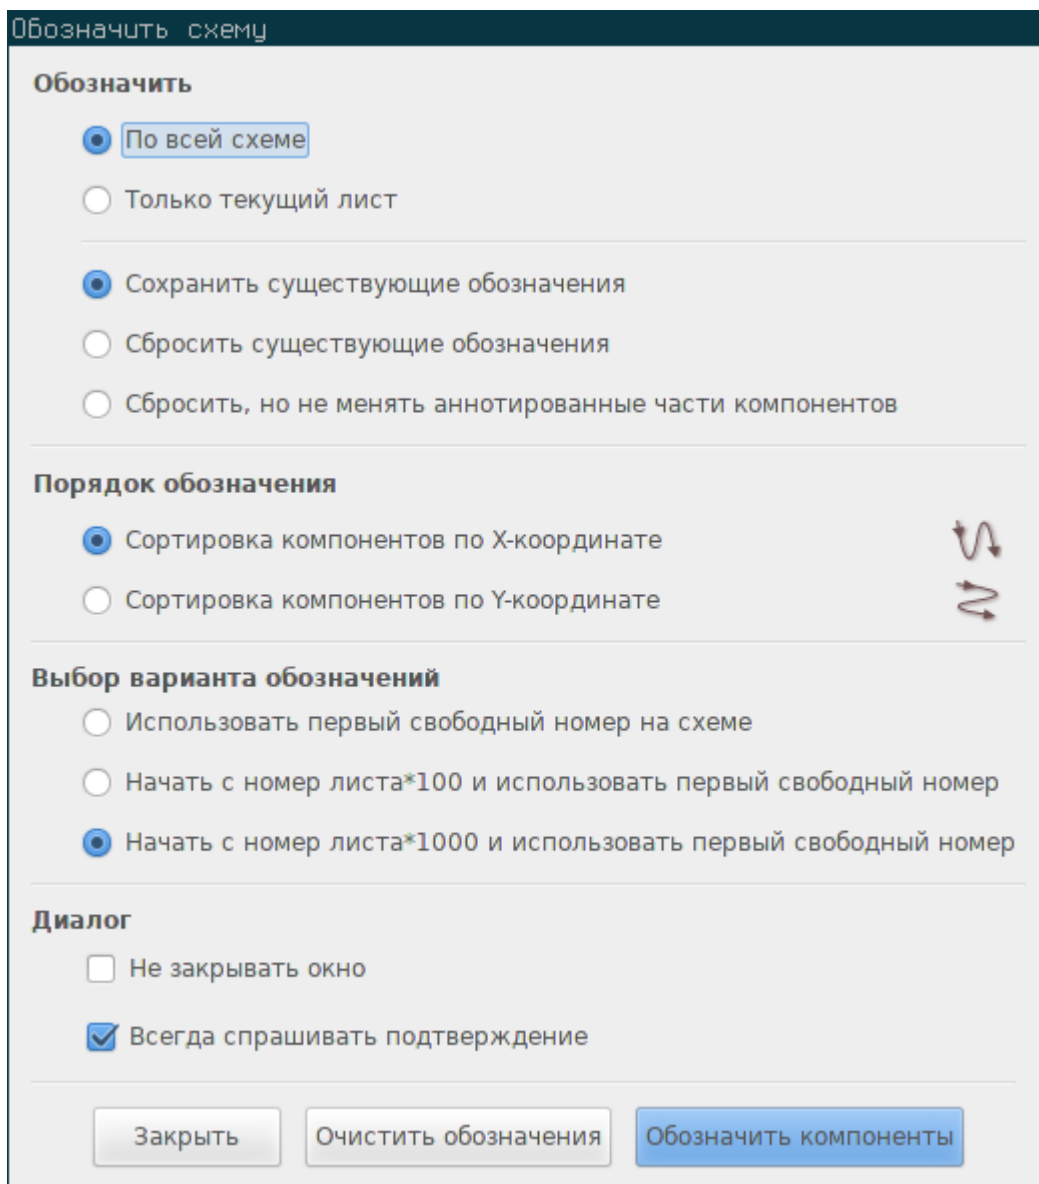 Обозначить схему
Обозначить
По всей схеме
Только текущий лист
Сохранить существующие обозначения
Сбросить существующие обозначения
Сбросить, но не менять аннотированные части компонентов
Порядок обозначения
Сортировка компонентов по X-координате
Сортировка компонентов по Y-координате
Выбор варианта обозначений
Использовать первый свободный номер на схеме
Начать с номер листа*100 и использовать первый свободный номер
Начать с номер листа*1000 и использовать первый свободный номер
Диалог
Не закрывать окно
Всегда спрашивать подтверждение
Закрыть Очистить обозначения Обозначить компоненты